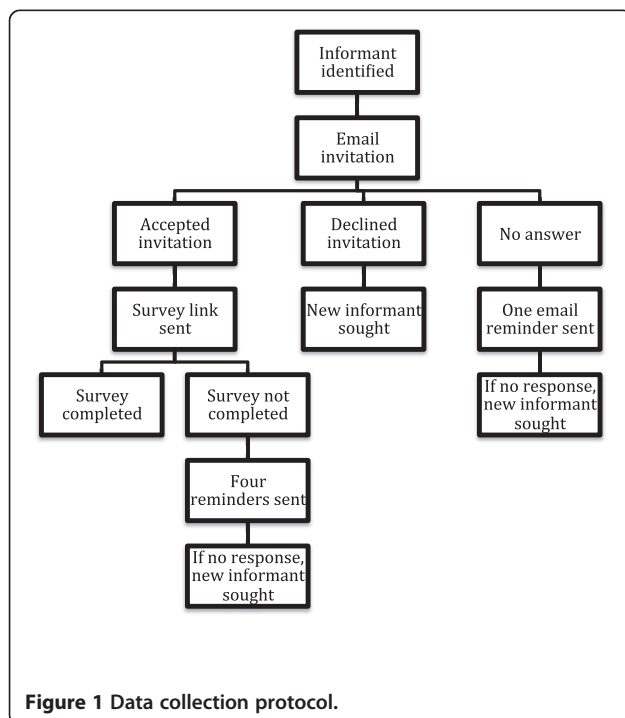 Informant
identified
Email
invitation
Accepted
invitation
Declined
invitation
No answer
Survey link
sent
New informant
sought
One email
reminder sent
Survey
completed
Survey not
completed
If no response,
new informant
sought
Four
reminders sent
If no response,
new informant
sought
Figure 1 Data collection protocol.